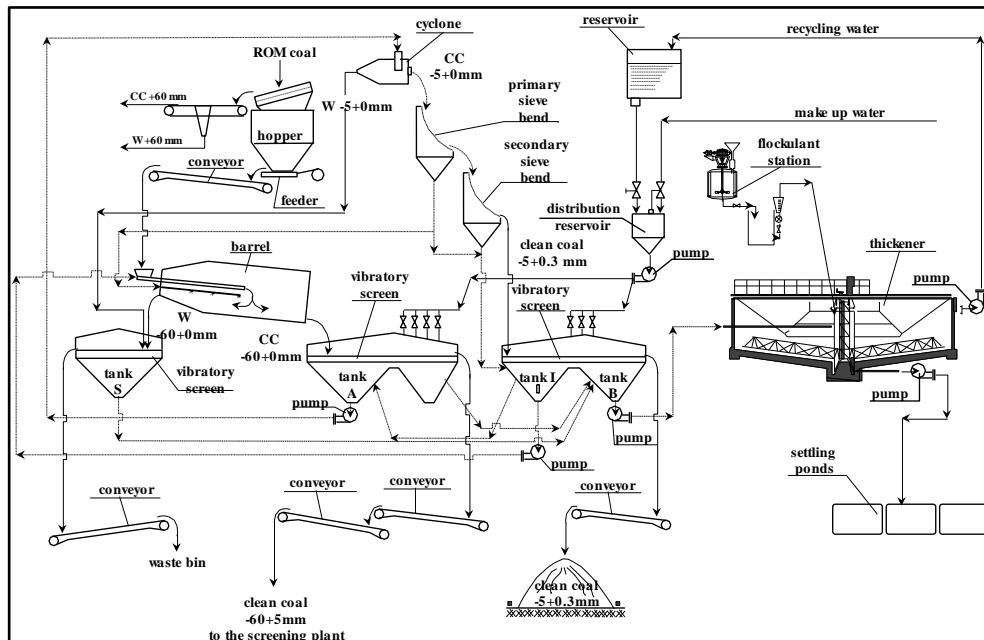 reservoir
recycling water
cyclone
ROM coal
CC
-5+0mm
CC+60 mm
W -5+0mm
primary
sieve
bend
make up water
hopper
W+60 mm
flockulant
station
secondary
sieve
bend
conveyor
feeder
distribution
reservoir
thickener
barrel
clean coal
-5+0.3 mm
pump
vibratory
screen
vibratory
screen
pump
W
-60+0mm
CC
-60+0mm
vibratory
screen
tank
S
tank
A
tank I
tank
B
pump
pump
pump
pump
settling
ponds
conveyor
conveyor
conveyor
conveyor
waste bin
clean coal
-5+0.3mm
clean coal
-60+5mm
to the screening plant